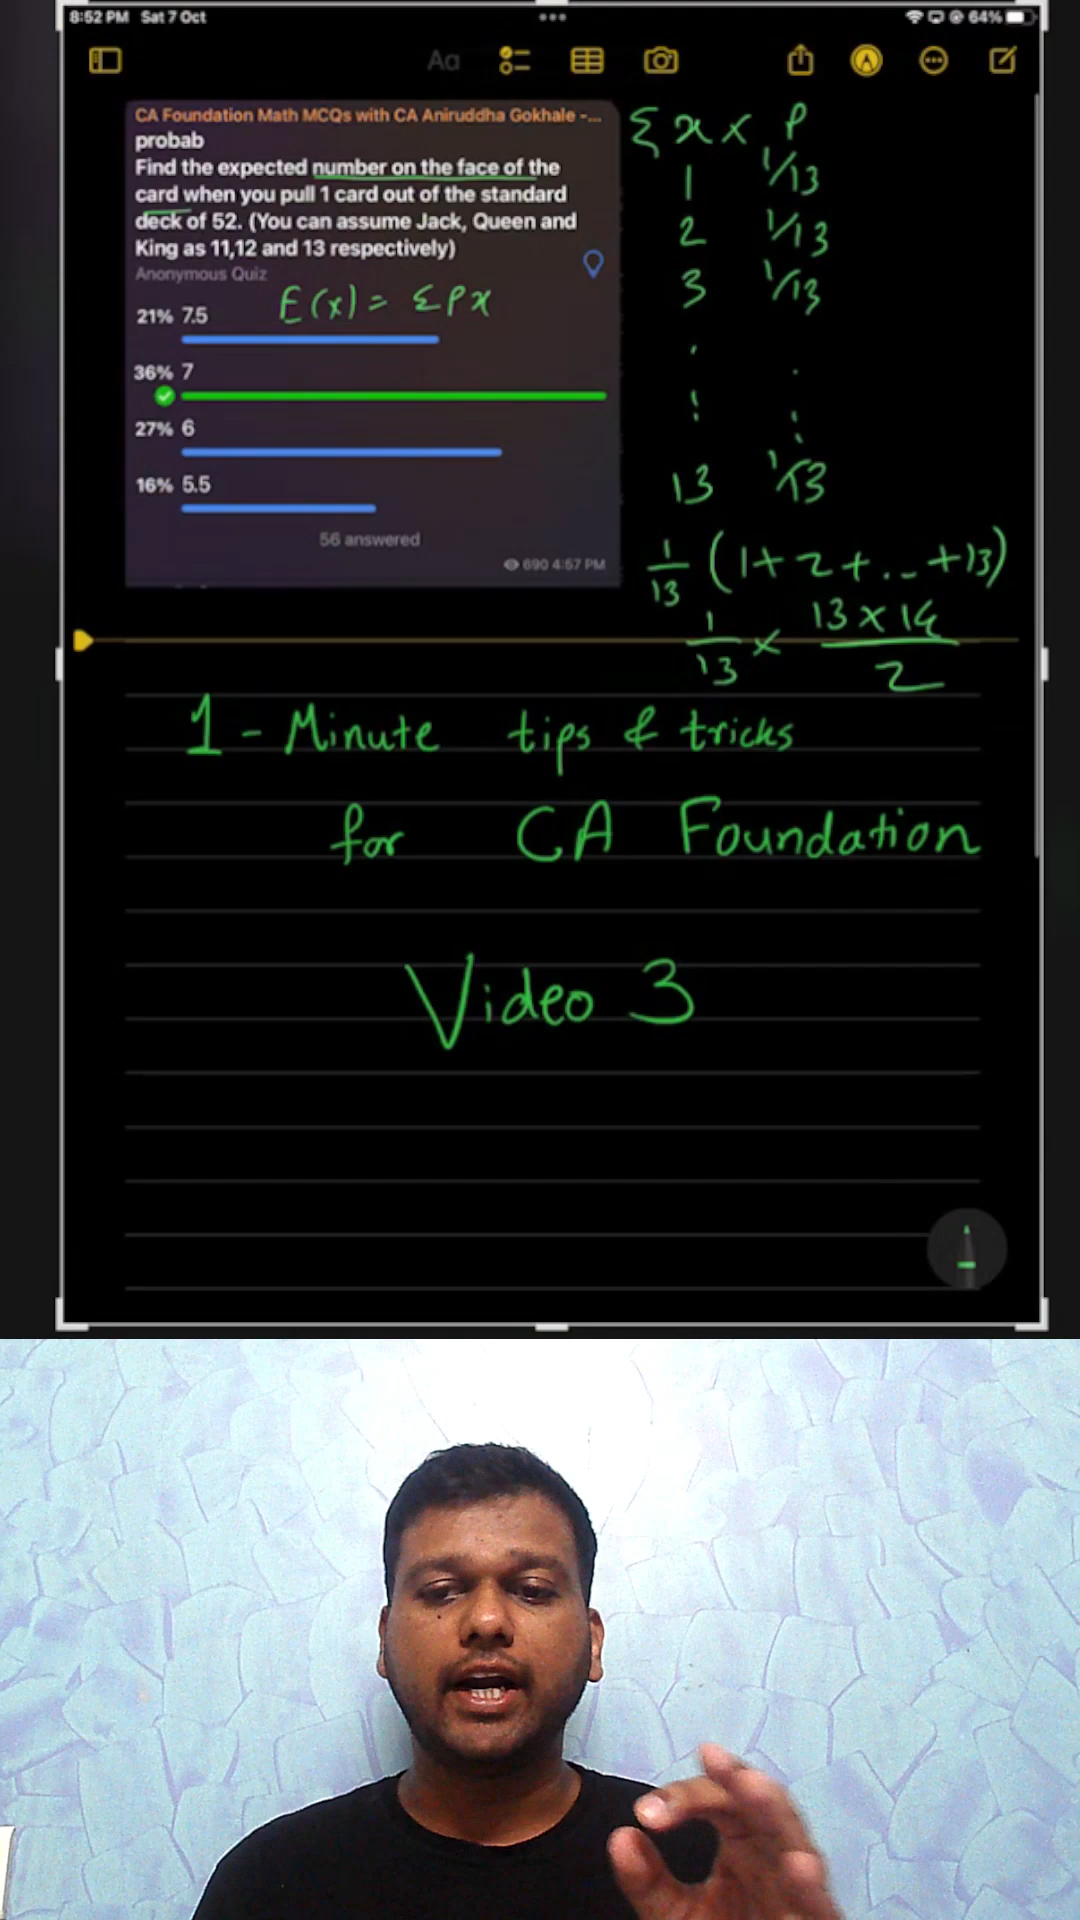 8:52 PM Sat 7 Oct
64%
Aa
CA Foundation Math MCQs with CA Aniruddha Gokhale -...
probab
Find the expected number on the face of the
card when you pull 1 card out of the standard
deck of 52. (You can assume Jack, Queen and
King as 11,12 and 13 respectively)
Anonymous Quiz
E(x) = ΣPx
21% 7.5
36% 7
27% 6
16% 5.5
56 answered
690 4:57 PM
Σ x × P
1 1/13
2 1/13
3 1/13
. .
: :
13 1/13
1/13 (1+2+...+13)
1/13 × 13 × 14/2
1 - Minute tips & tricks
for CA Foundation
Video 3